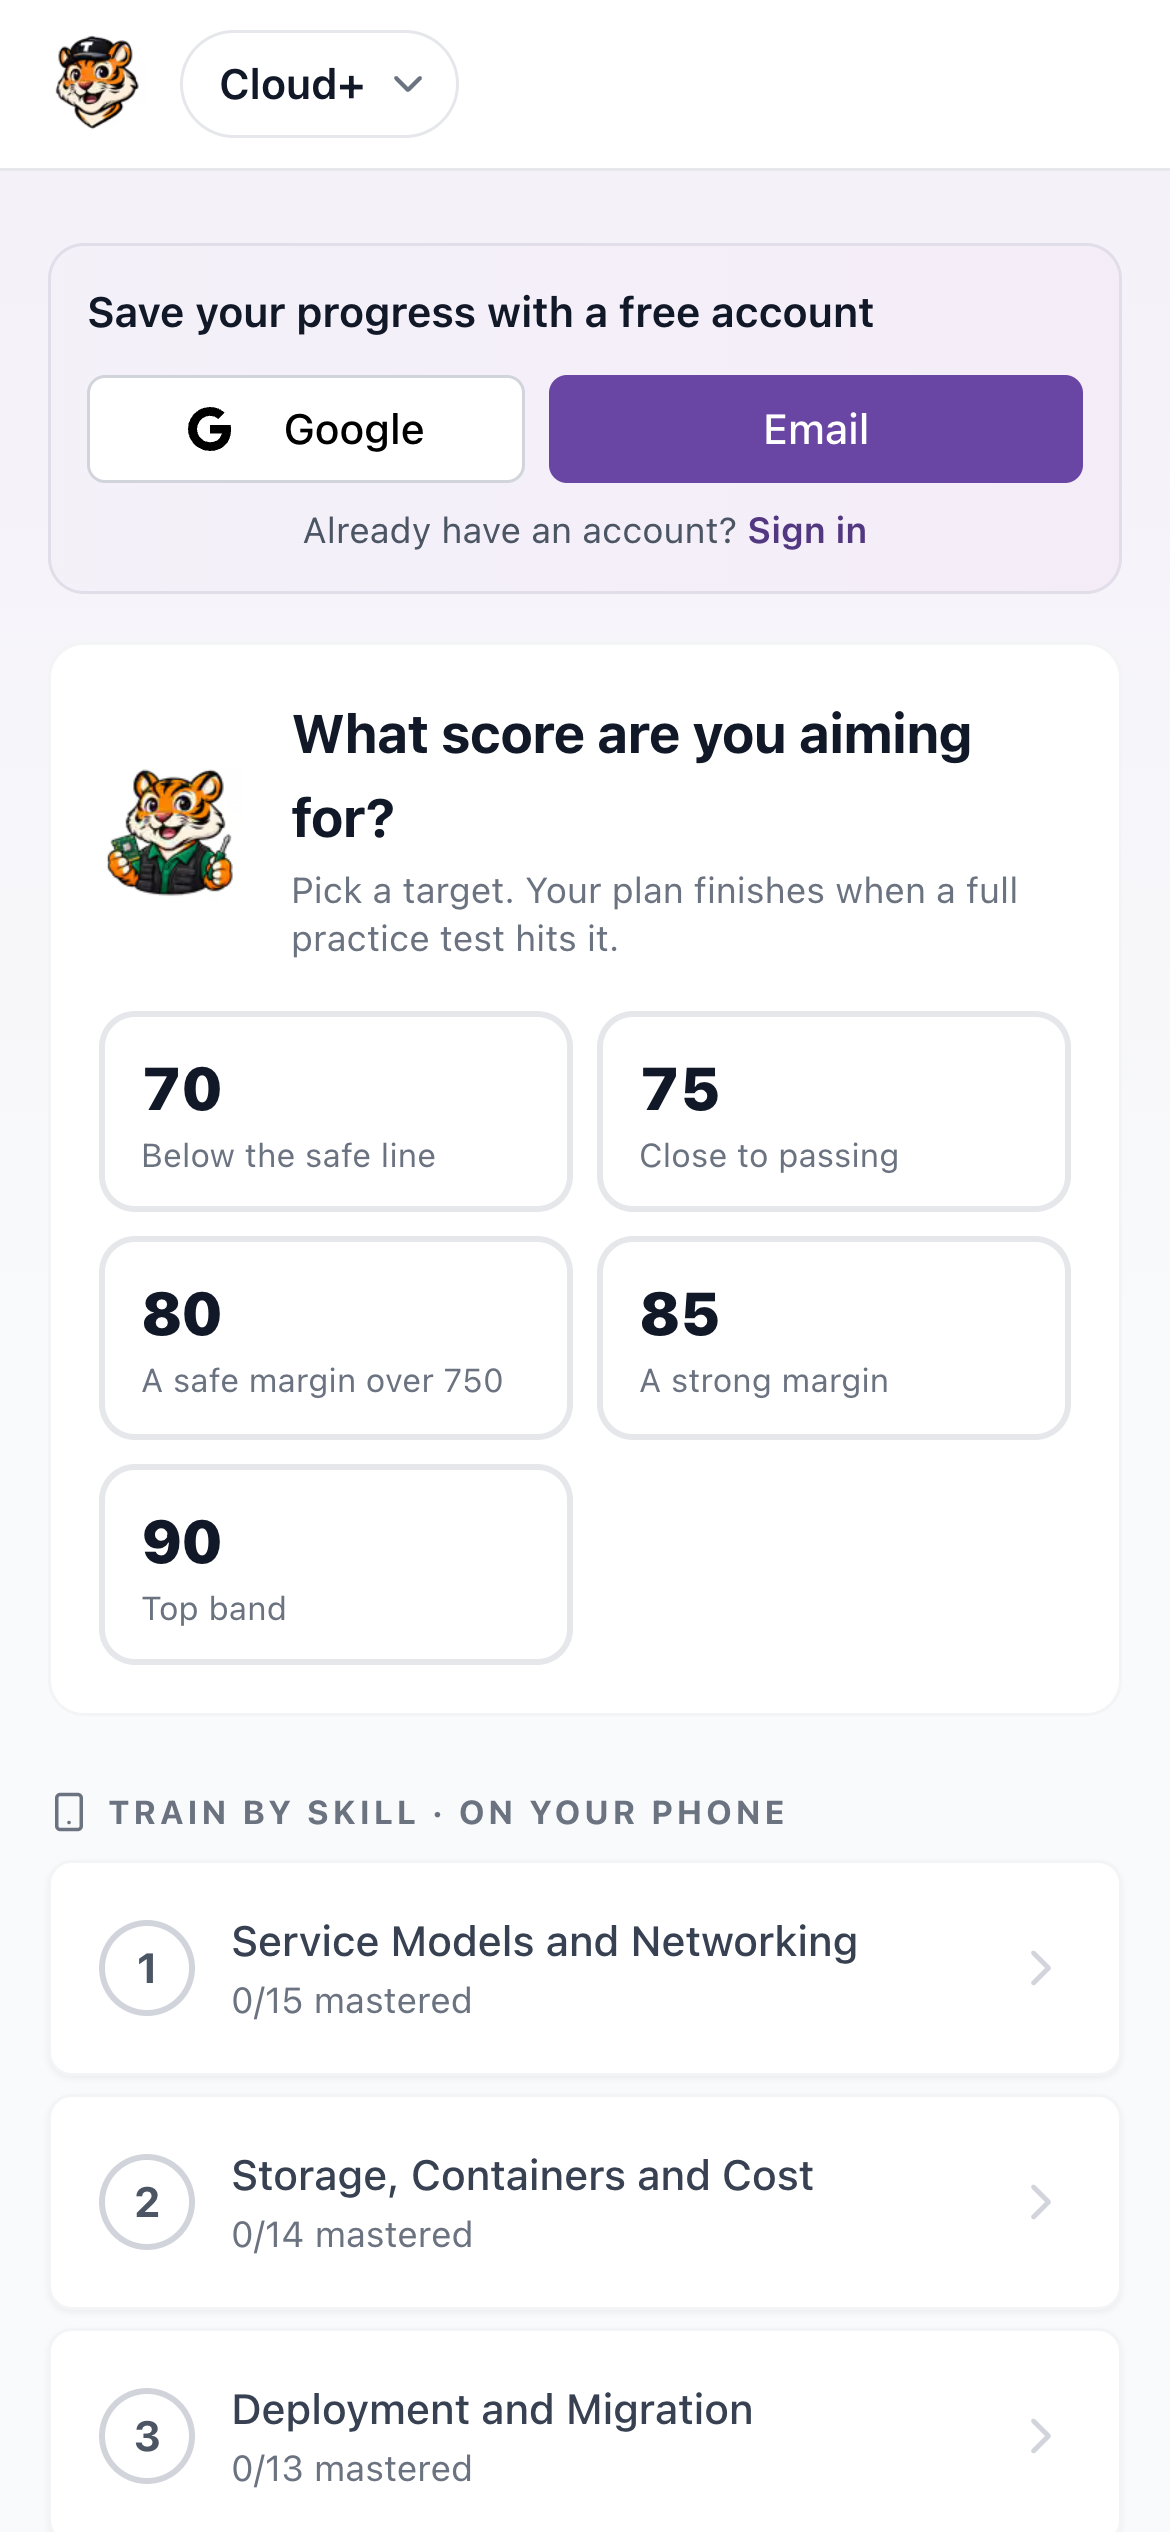 T
Cloud+
Save your progress with a free account
Google
Email
Already have an account? Sign in
What score are you aiming
for?
Pick a target. Your plan finishes when a full
practice test hits it.
70
Below the safe line
75
Close to passing
80
A safe margin over 750
85
A strong margin
90
Top band
TRAIN BY SKILL · ON YOUR PHONE
1
Service Models and Networking
0/15 mastered
2
Storage, Containers and Cost
0/14 mastered
3
Deployment and Migration
0/13 mastered